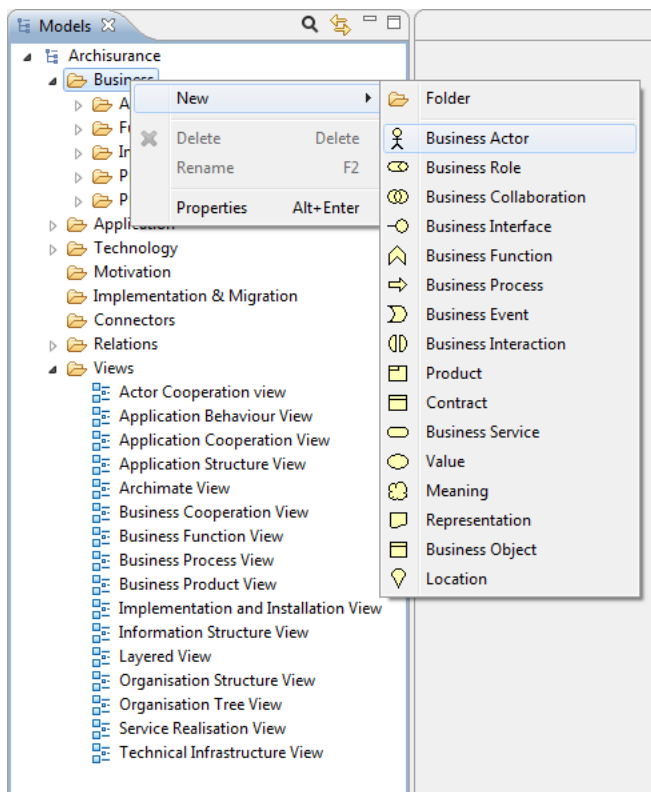 Models
Archisurance
Business
A
F
In
P
P
Application
Technology
Motivation
Implementation & Migration
Connectors
Relations
Views
Actor Cooperation view
Application Behaviour View
Application Cooperation View
Application Structure View
Archimate View
Business Cooperation View
Business Function View
Business Process View
Business Product View
Implementation and Installation View
Information Structure View
Layered View
Organisation Structure View
Organisation Tree View
Service Realisation View
Technical Infrastructure View
New
Delete Delete
Rename F2
Properties Alt+Enter
Folder
Business Actor
Business Role
Business Collaboration
Business Interface
Business Function
Business Process
Business Event
Business Interaction
Product
Contract
Business Service
Value
Meaning
Representation
Business Object
Location